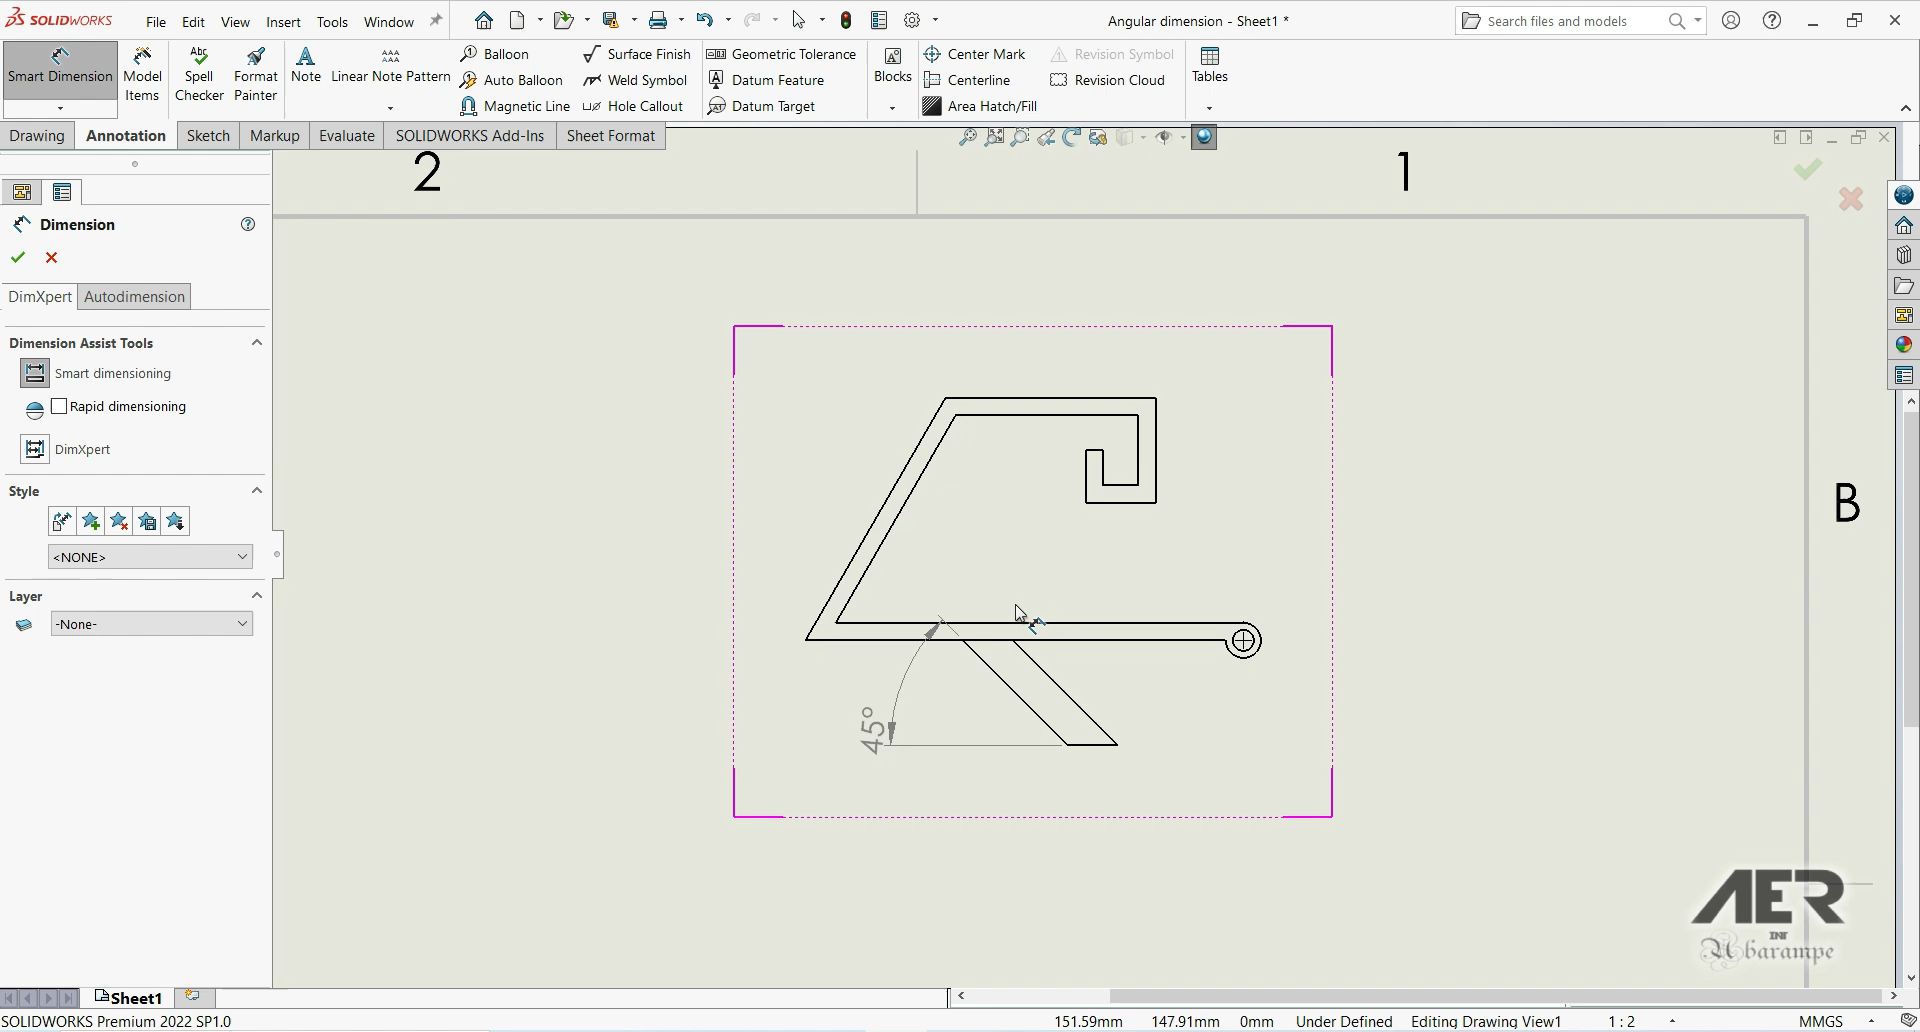 SOLIDWORKS File Edit View Insert Tools Window Angular dimension - Sheet1 * Search files and models
Smart Dimension
Model Items
Spell Checker
Format Painter
Note
Linear Note Pattern
Balloon
Auto Balloon
Magnetic Line
Surface Finish
Weld Symbol
Hole Callout
Geometric Tolerance
Datum Feature
Datum Target
Blocks
Center Mark
Centerline
Area Hatch/Fill
Revision Symbol
Revision Cloud
Tables
Drawing Annotation Sketch Markup Evaluate SOLIDWORKS Add-Ins Sheet Format
2
1
Dimension
DimXpert Autodimension
Dimension Assist Tools
Smart dimensioning
Rapid dimensioning
DimXpert
Style
<NONE>
Layer
-None-
B
45°
AER
INT
Abarampe
Sheet1
SOLIDWORKS Premium 2022 SP1.0 151.59mm 147.91mm 0mm Under Defined Editing Drawing View1 1 : 2 MMGS